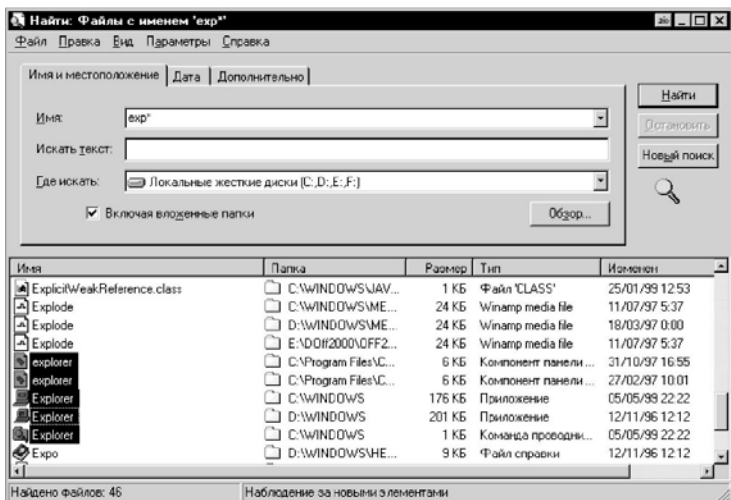 Найти: Файлы с именем 'exp*'
Файл Правка Вид Параметры Справка
Имя и местоположение Дата Дополнительно
Имя: exp*
Искать текст:
Где искать: Локальные жесткие диски (C:,D:,E:,F:)
Включая вложенные папки
Обзор...
Найти
Остановить
Новый поиск
Имя Папка Размер Тип Изменен
ExplicitWeakReference.class C:\WINDOWS\JAV... 1 КБ Файл 'CLASS' 25/01/99 12:53
Explode C:\WINDOWS\ME... 24 КБ Winamp media file 11/07/97 5:37
Explode D:\WINDOWS\ME... 24 КБ Winamp media file 18/03/97 0:00
Explode E:\DOff2000\OFF2... 24 КБ Winamp media file 11/07/97 5:37
explorer C:\Program Files\C... 6 КБ Компонент панели ... 31/10/97 16:55
explorer C:\Program Files\C... 6 КБ Компонент панели ... 27/02/97 10:01
Explorer C:\WINDOWS 176 КБ Приложение 05/05/99 22:22
Explorer D:\WINDOWS 201 КБ Приложение 12/11/96 12:12
Explorer C:\WINDOWS 1 КБ Команда проводни... 05/05/99 22:22
Expo D:\WINDOWS\HE... 9 КБ Файл справки 12/11/96 12:12
Найдено файлов: 46 Наблюдение за новыми элементами